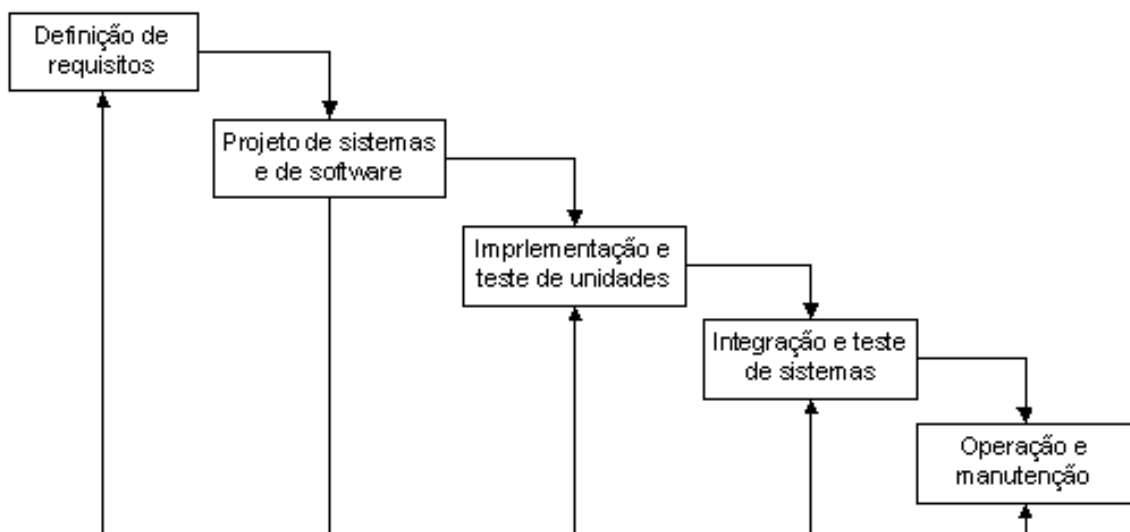 Definição de
requisitos
Projeto de sistemas
e de software
Imprlementação e
teste de unidades
Integração e teste
de sistemas
Operação e
manutenção